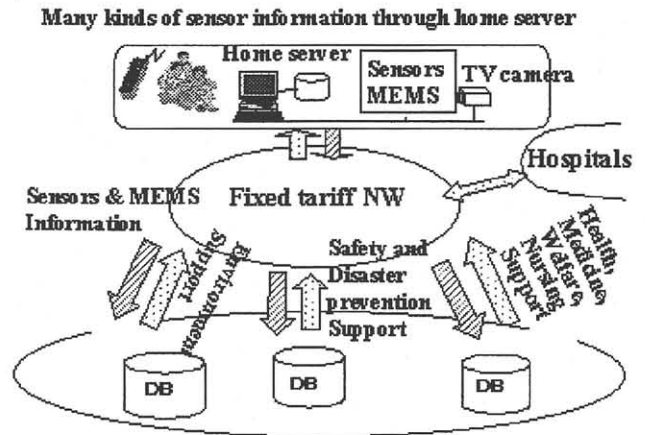 Many kinds of sensor information through home server
Home server
Sensors
MEMS
TV camera
Hospitals
Fixed tariff NW
Sensors & MEMS
Information
Environment
Support
Safety and
Disaster
prevention
Support
Health,
Medicine,
Welfare,
Nursing
Support
DB
DB
DB